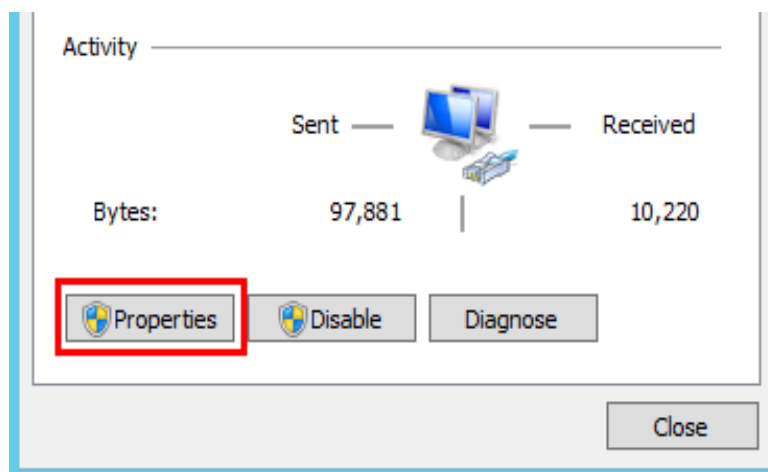 Activity
Sent Received
Bytes: 97,881 10,220
Properties Disable Diagnose
Close